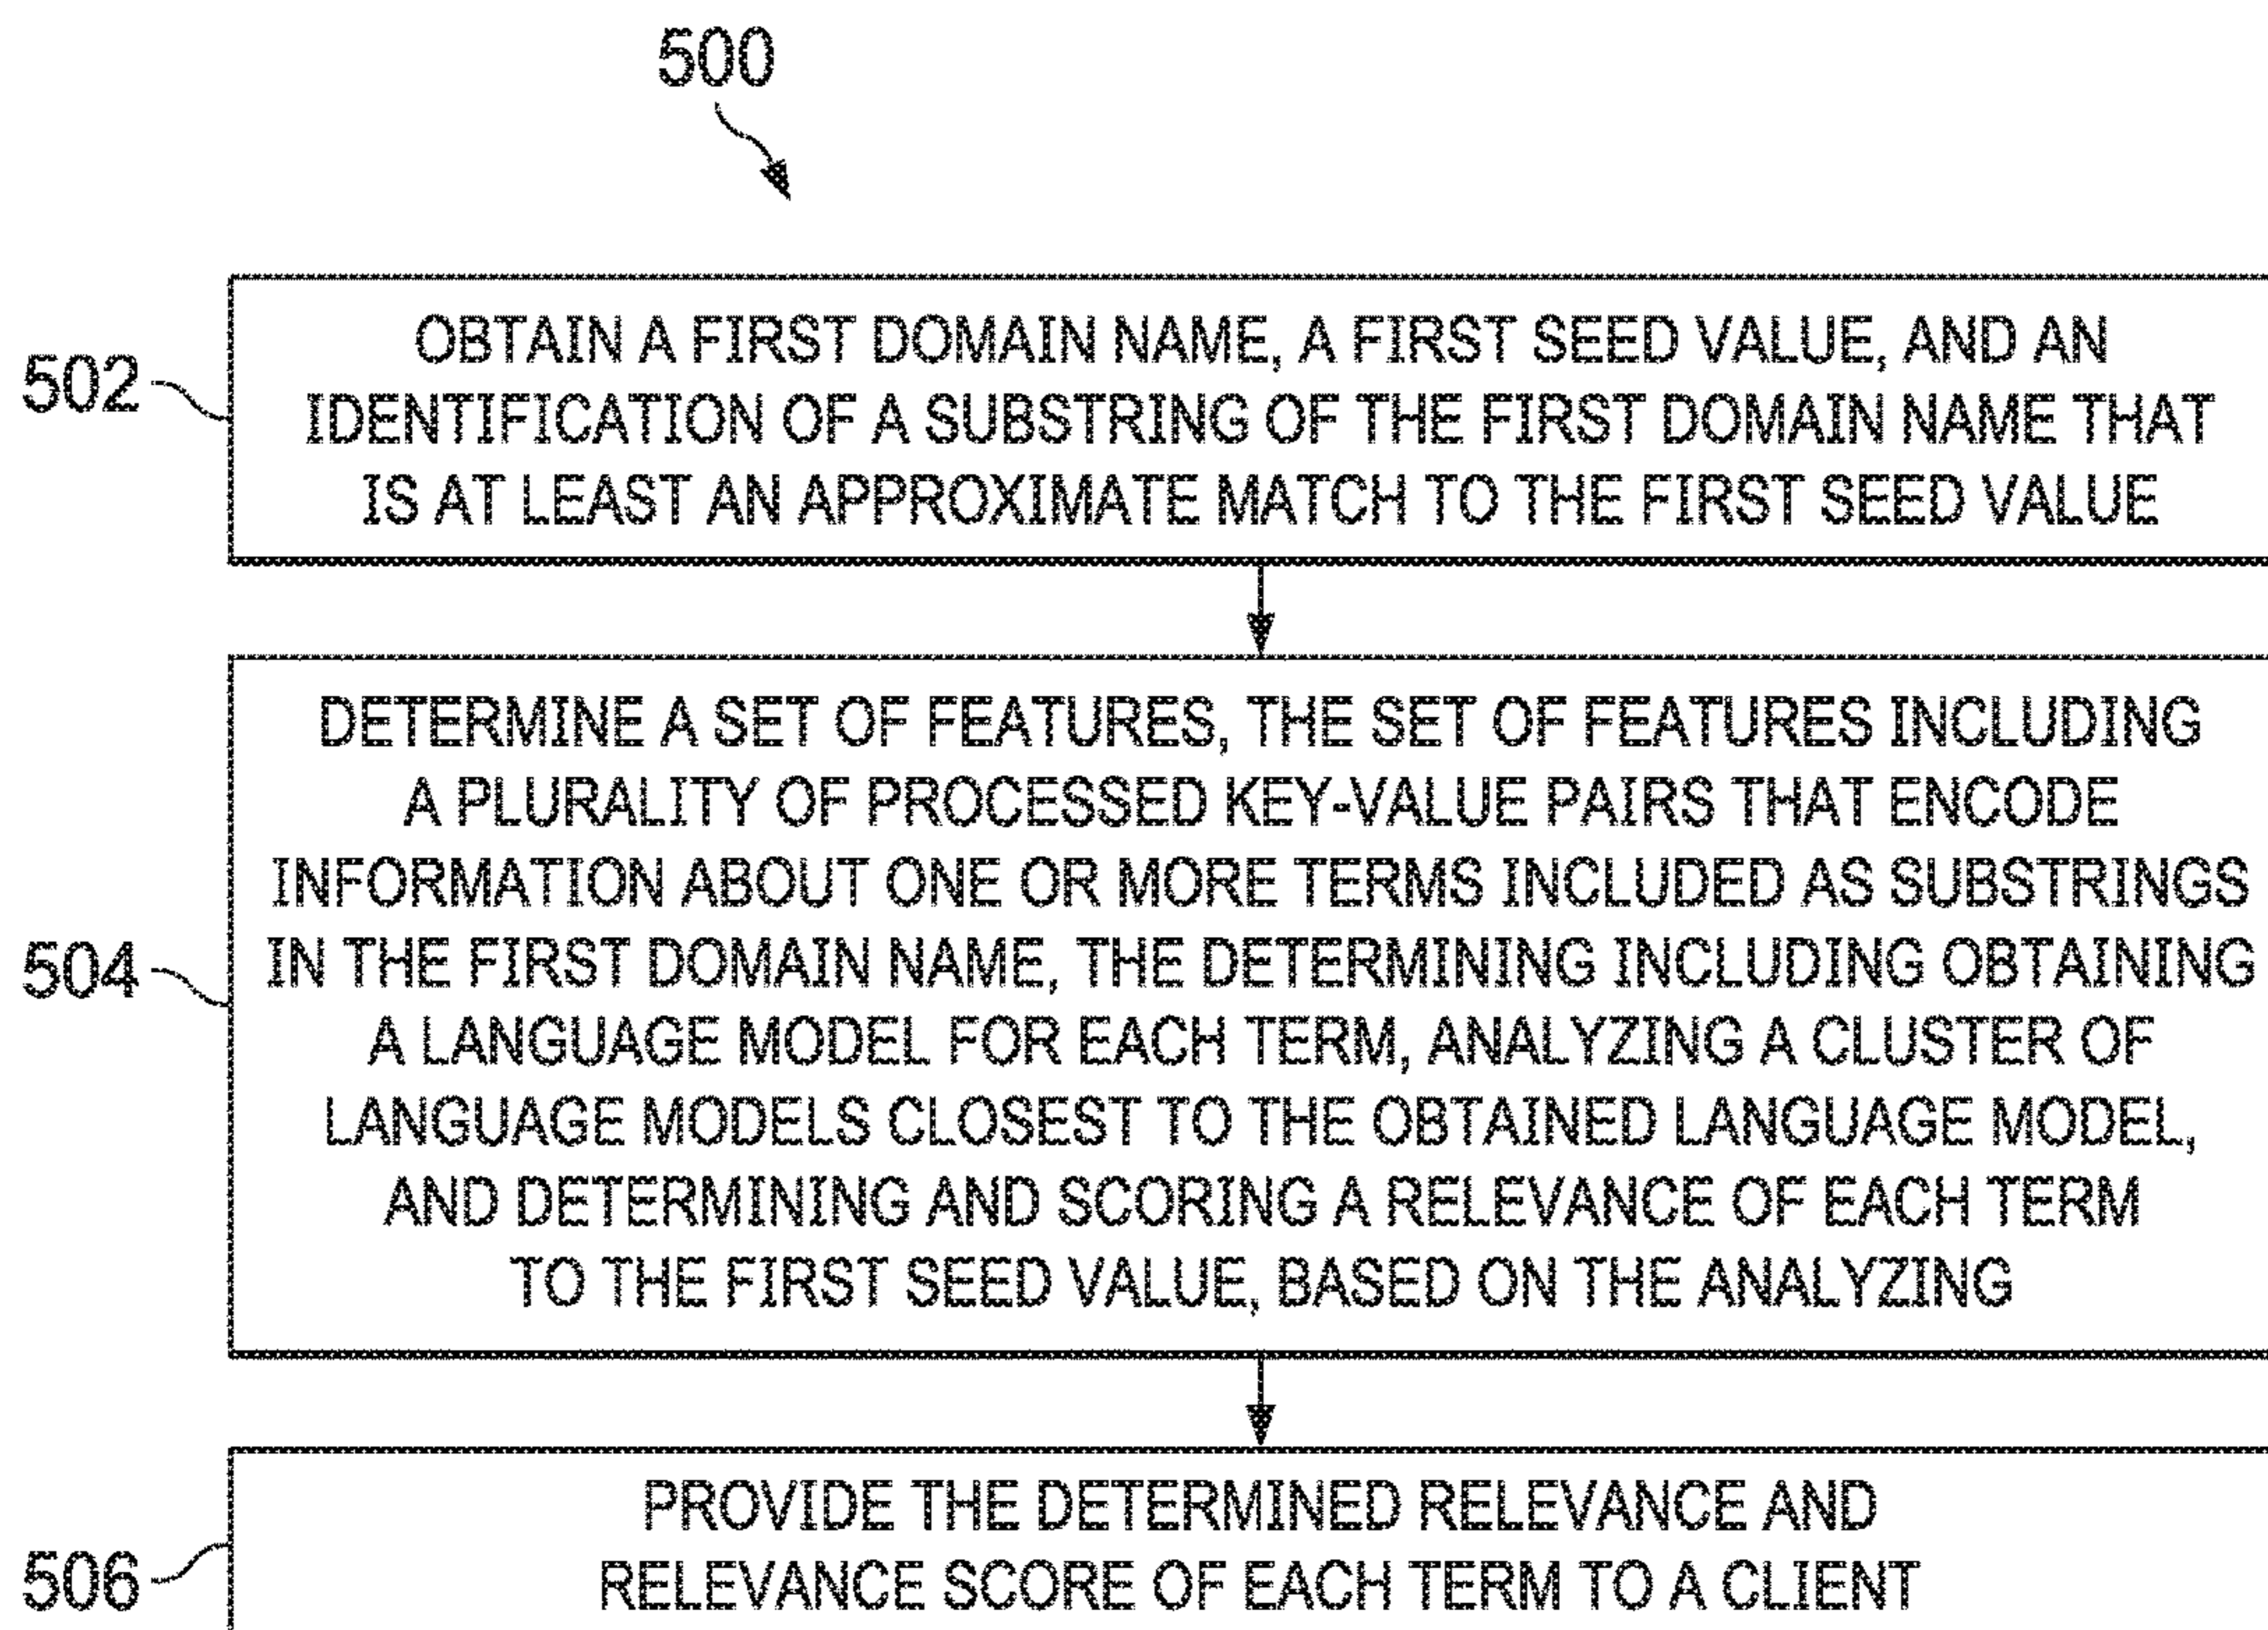 500
502
OBTAIN A FIRST DOMAIN NAME, A FIRST SEED VALUE, AND AN
IDENTIFICATION OF A SUBSTRING OF THE FIRST DOMAIN NAME THAT
IS AT LEAST AN APPROXIMATE MATCH TO THE FIRST SEED VALUE
504
DETERMINE A SET OF FEATURES, THE SET OF FEATURES INCLUDING
A PLURALITY OF PROCESSED KEY-VALUE PAIRS THAT ENCODE
INFORMATION ABOUT ONE OR MORE TERMS INCLUDED AS SUBSTRINGS
IN THE FIRST DOMAIN NAME, THE DETERMINING INCLUDING OBTAINING
A LANGUAGE MODEL FOR EACH TERM, ANALYZING A CLUSTER OF
LANGUAGE MODELS CLOSEST TO THE OBTAINED LANGUAGE MODEL,
AND DETERMINING AND SCORING A RELEVANCE OF EACH TERM
TO THE FIRST SEED VALUE, BASED ON THE ANALYZING
506
PROVIDE THE DETERMINED RELEVANCE AND
RELEVANCE SCORE OF EACH TERM TO A CLIENT